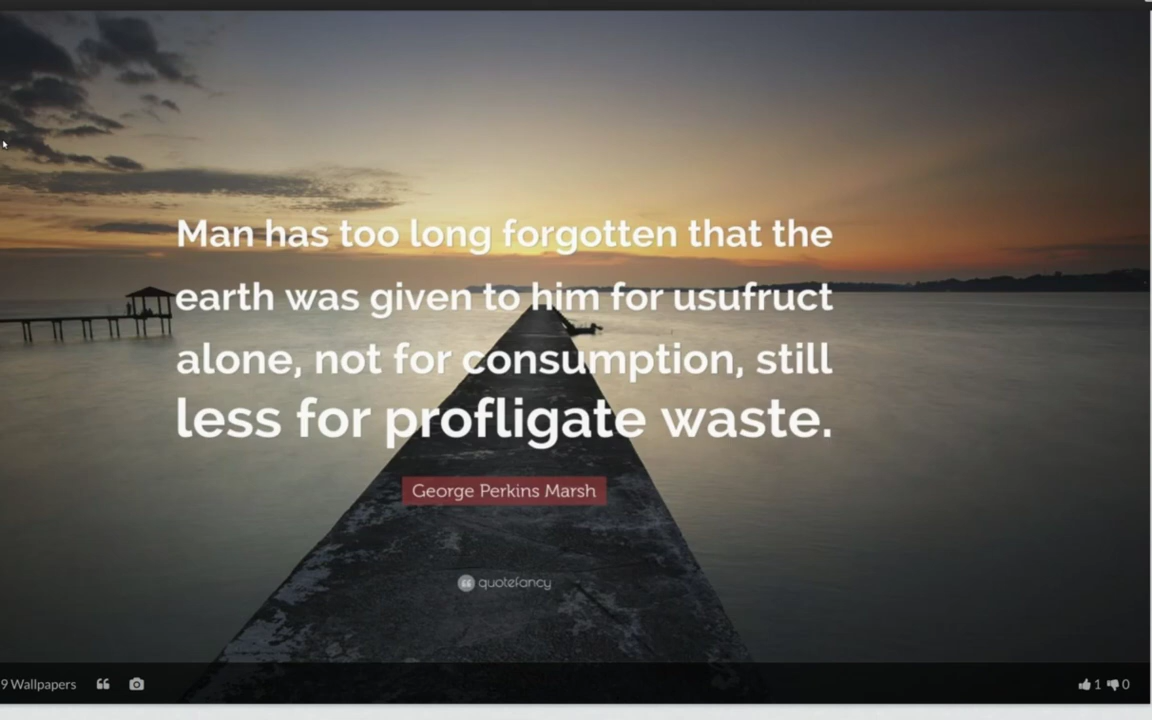 Man has too long forgotten that the
earth was given to him for usufruct
alone, not for consumption, still
less for profligate waste.
George Perkins Marsh
quotefancy
9 Wallpapers
1
0